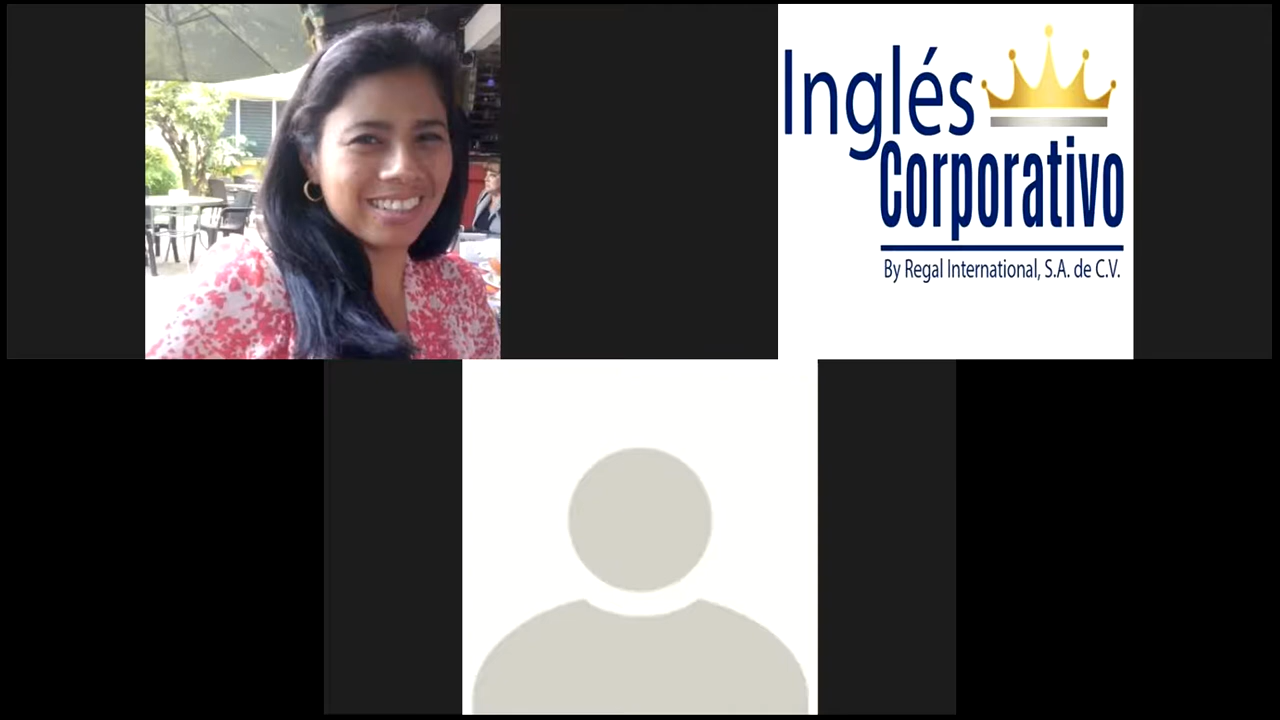 Inglés
Corporativo
By Regal International, S.A. de C.V.